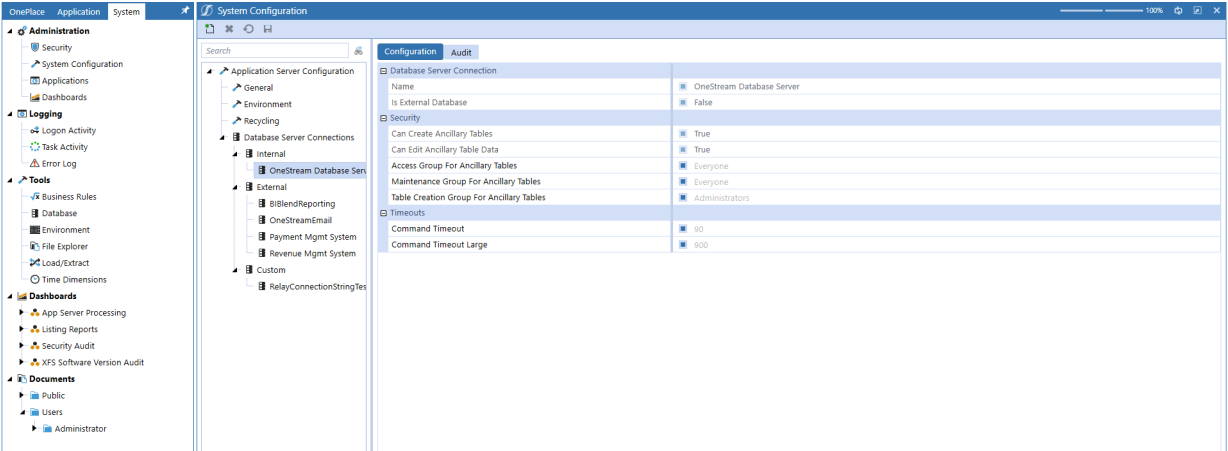 OnePlace Application System
Administration
Security
System Configuration
Applications
Dashboards
Logging
Logon Activity
Task Activity
Error Log
Tools
Business Rules
Database
Environment
File Explorer
Load/Extract
Time Dimensions
Dashboards
App Server Processing
Listing Reports
Security Audit
XFS Software Version Audit
Documents
Public
Users
Administrator
System Configuration
100%
Search
Application Server Configuration
General
Environment
Recycling
Database Server Connections
Internal
OneStream Database Serv
External
BIBlendReporting
OneStreamEmail
Payment Mgmt System
Revenue Mgmt System
Custom
RelayConnectionStringTes
Configuration Audit
Database Server Connection
Name OneStream Database Server
Is External Database False
Security
Can Create Ancillary Tables True
Can Edit Ancillary Table Data True
Access Group For Ancillary Tables Everyone
Maintenance Group For Ancillary Tables Everyone
Table Creation Group For Ancillary Tables Administrators
Timeouts
Command Timeout 90
Command Timeout Large 900